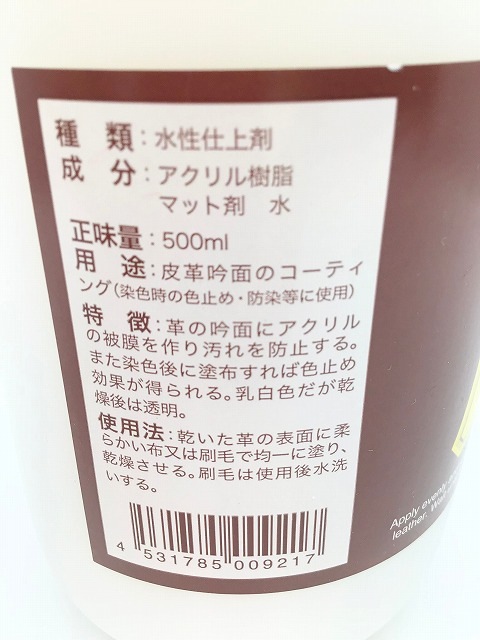 種　類：水性仕上剤
成　分：アクリル樹脂
マット剤　水
正味量：500ml
用　途：皮革吟面のコーティ
ング（染色時の色止め・防染等に使用）
特　徴：革の吟面にアクリル
の被膜を作り汚れを防止する。
また染色後に塗布すれば色止め
効果が得られる。乳白色だが乾
燥後は透明。
使用法：乾いた革の表面に柔
らかい布又は刷毛で均一に塗り、
乾燥させる。刷毛は使用後水洗
いする。
4 531785 009217
Apply evenly
leather.